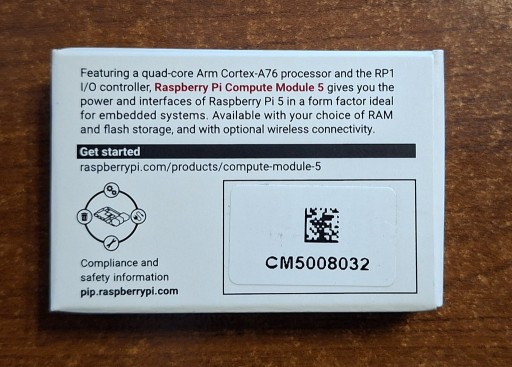 Featuring a quad-core Arm Cortex-A76 processor and the RP1
I/O controller, Raspberry Pi Compute Module 5 gives you the
power and interfaces of Raspberry Pi 5 in a form factor ideal
for embedded systems. Available with your choice of RAM
and flash storage, and with optional wireless connectivity.
Get started
raspberrypi.com/products/compute-module-5
Compliance and
safety information
pip.raspberrypi.com
CM5008032